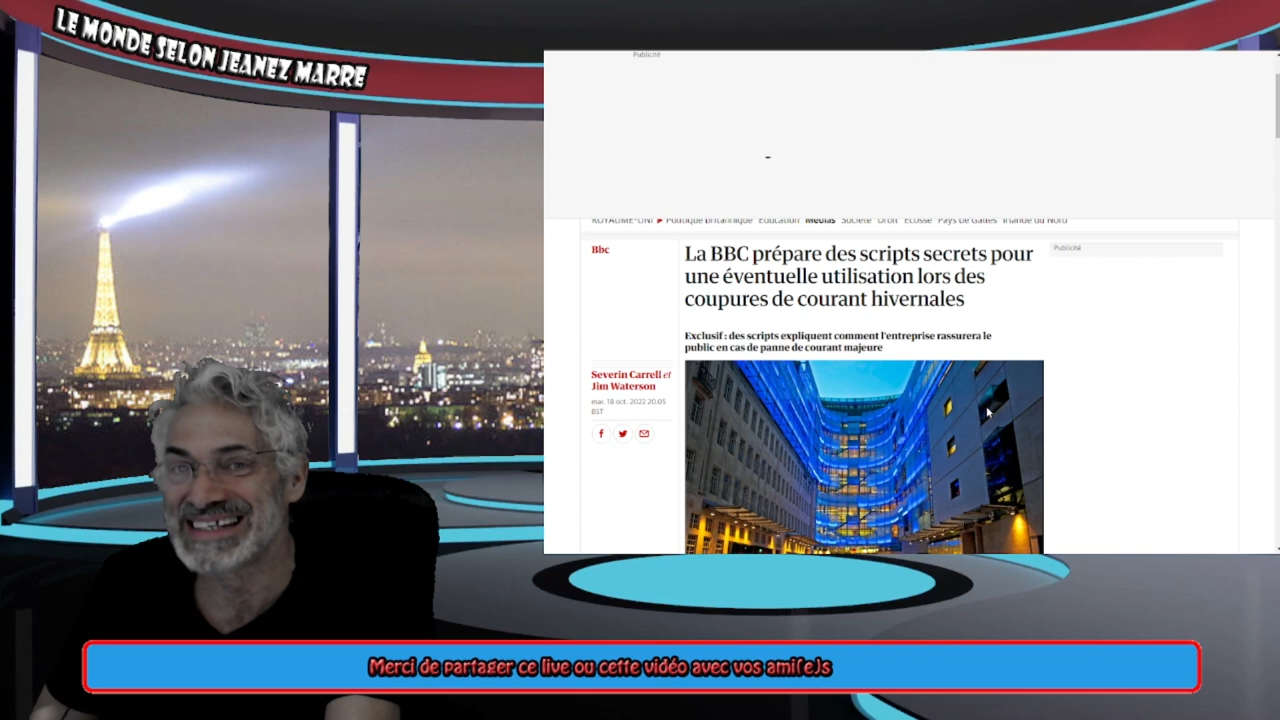 LE MONDE SELON JEANEZ MARRE
Publicité
ROYAUME-UNI Politique britannique Éducation Médias Société Droit Écosse Pays de Galles Irlande du Nord
Bbc
La BBC prépare des scripts secrets pour
une éventuelle utilisation lors des
coupures de courant hivernales
Publicité
Exclusif : des scripts expliquent comment l'entreprise rassurera le
public en cas de panne de courant majeure
Severin Carrell et
Jim Waterson
mar. 18 oct. 2022 20.05
BST
Merci de partager ce live ou cette vidéo avec vos ami(e)s